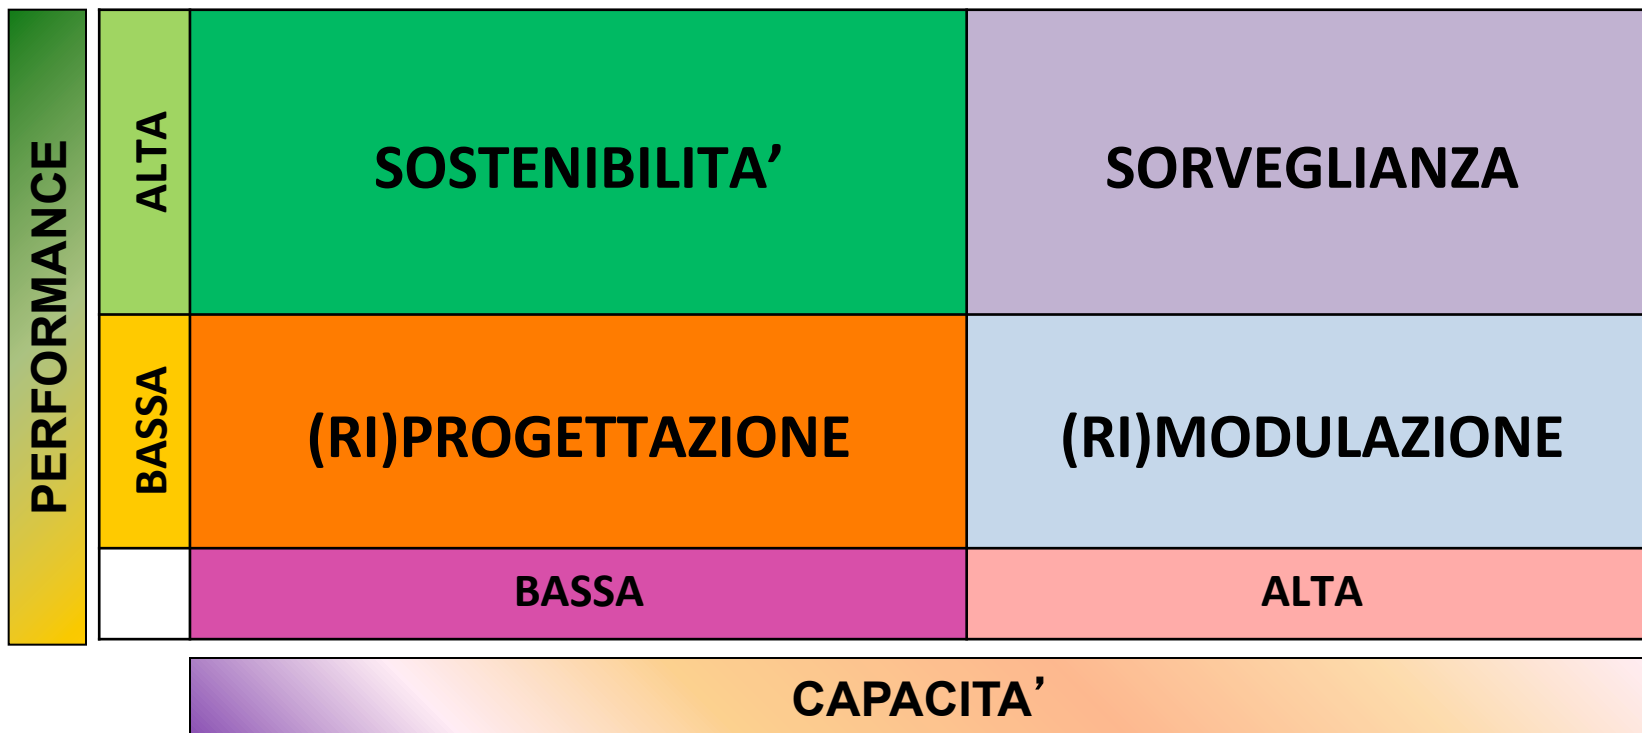 PERFORMANCE
ALTA
SOSTENIBILITA’
SORVEGLIANZA
BASSA
(RI)PROGETTAZIONE
(RI)MODULAZIONE
BASSA
ALTA
CAPACITA’